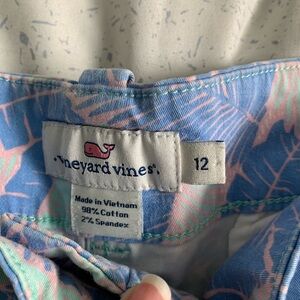 vineyard vines®
12
Made in Vietnam
98% Cotton
2% Spandex